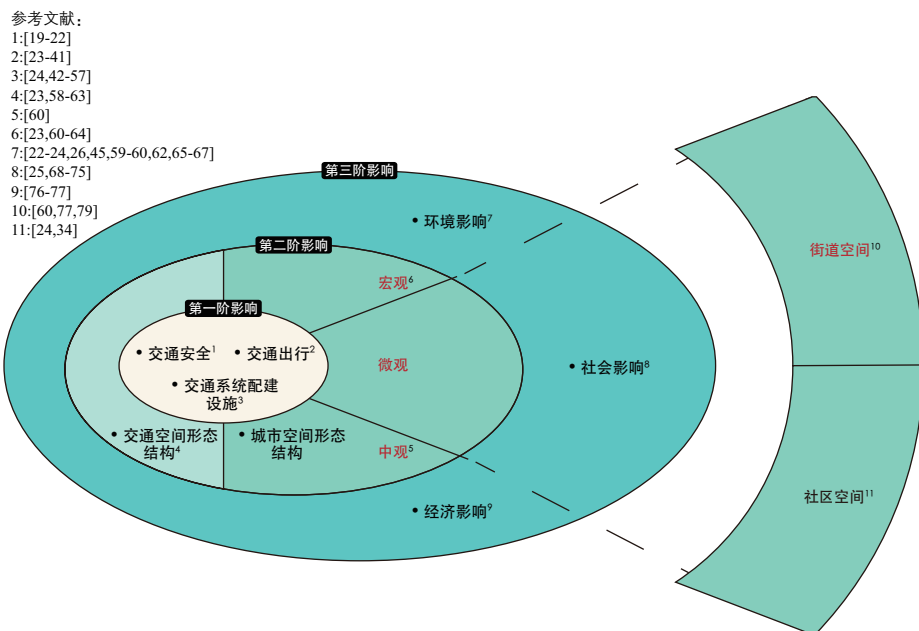 参考文献：
1:[19-22]
2:[23-41]
3:[24,42-57]
4:[23,58-63]
5:[60]
6:[23,60-64]
7:[22-24,26,45,59-60,62,65-67]
8:[25,68-75]
9:[76-77]
10:[60,77,79]
11:[24,34]
第三阶影响
• 环境影响7
第二阶影响
宏观6
街道空间10
第一阶影响
• 交通安全1
• 交通出行2
微观
• 社会影响8
• 交通系统配建
设施3
• 交通空间形态
结构4
• 城市空间形态
结构
中观5
社区空间11
• 经济影响9